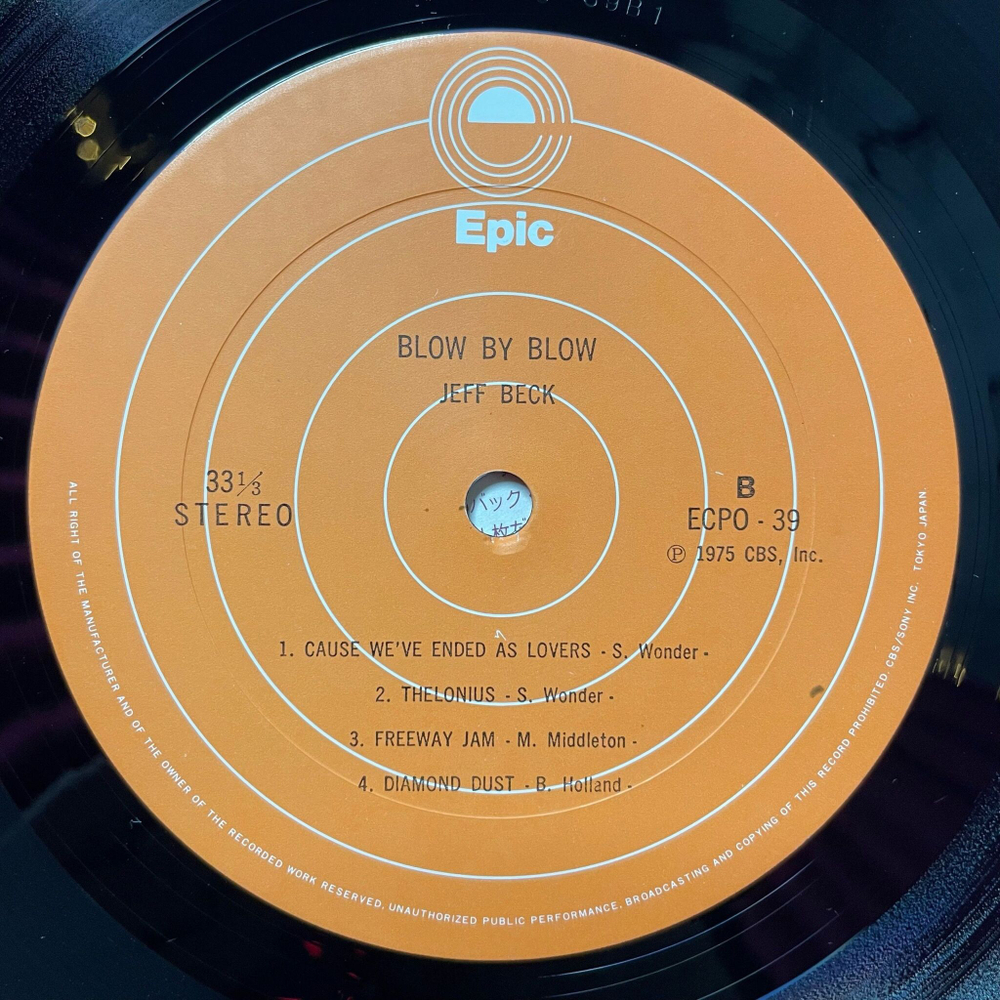 Epic
BLOW BY BLOW
JEFF BECK
33⅓
STEREO
B
ECPO - 39
Ⓟ 1975 CBS, Inc.
バック
枚
1. CAUSE WE'VE ENDED AS LOVERS - S. Wonder -
2. THELONIUS - S. Wonder -
3. FREEWAY JAM - M. Middleton -
4. DIAMOND DUST - B. Holland -
ALL RIGHT OF THE MANUFACTURER AND OF THE OWNER OF THE RECORDED WORK RESERVED. UNAUTHORIZED PUBLIC PERFORMANCE. BROADCASTING AND COPYING OF THIS RECORD PROHIBITED. CBS/SONY INC. TOKYO JAPAN.